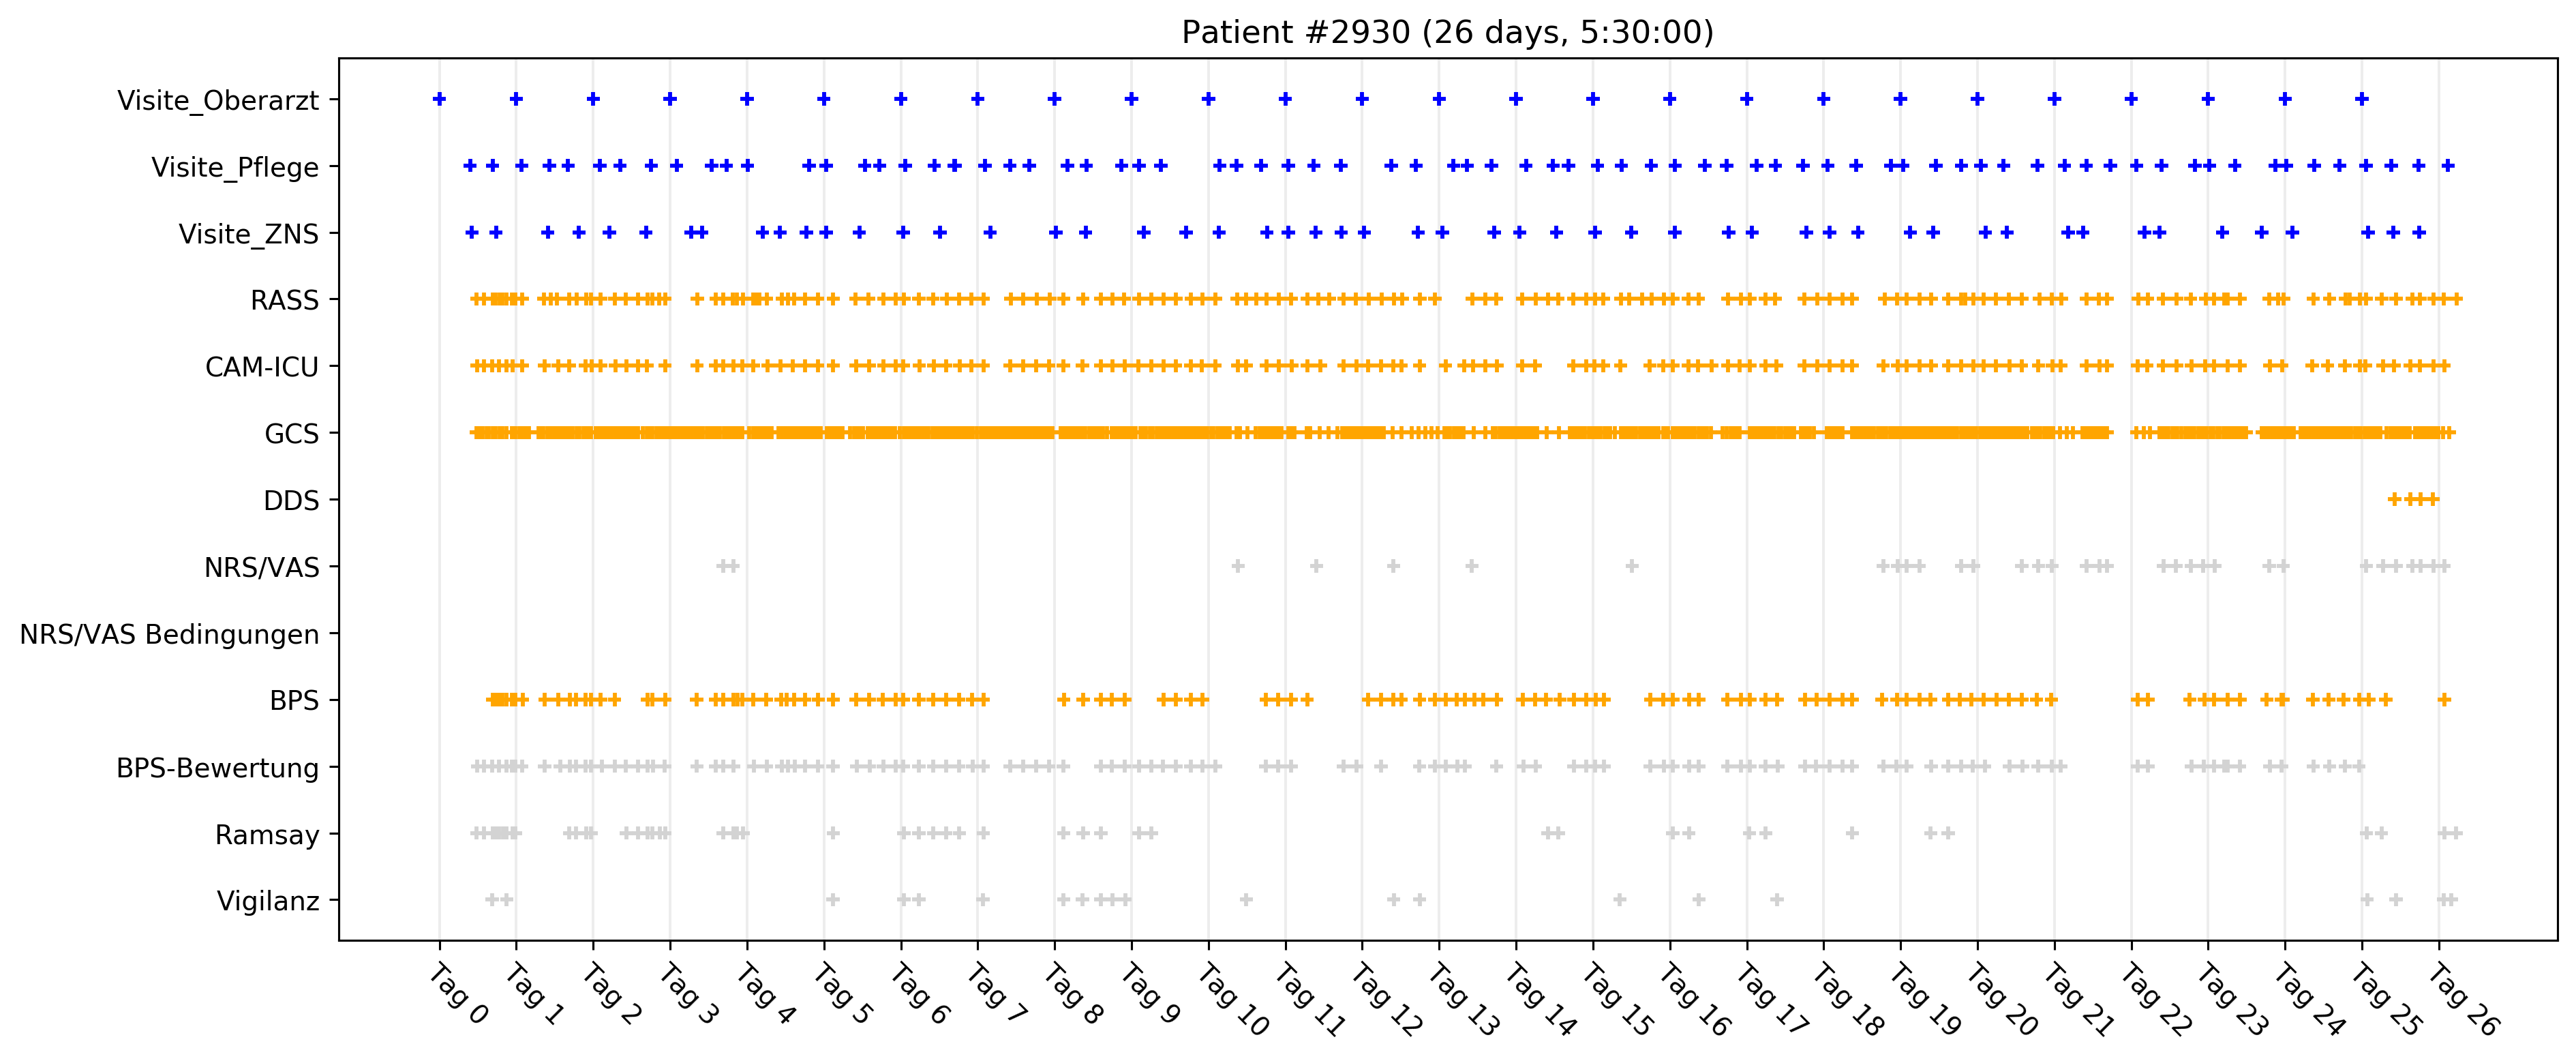 Patient #2930 (26 days, 5:30:00)
Visite_Oberarzt
Visite_Pflege
Visite_ZNS
RASS
CAM-ICU
GCS
DDS
NRS/VAS
NRS/VAS Bedingungen
BPS
BPS-Bewertung
Ramsay
Vigilanz
Tag 0
Tag 1
Tag 2
Tag 3
Tag 4
Tag 5
Tag 6
Tag 7
Tag 8
Tag 9
Tag 10
Tag 11
Tag 12
Tag 13
Tag 14
Tag 15
Tag 16
Tag 17
Tag 18
Tag 19
Tag 20
Tag 21
Tag 22
Tag 23
Tag 24
Tag 25
Tag 26